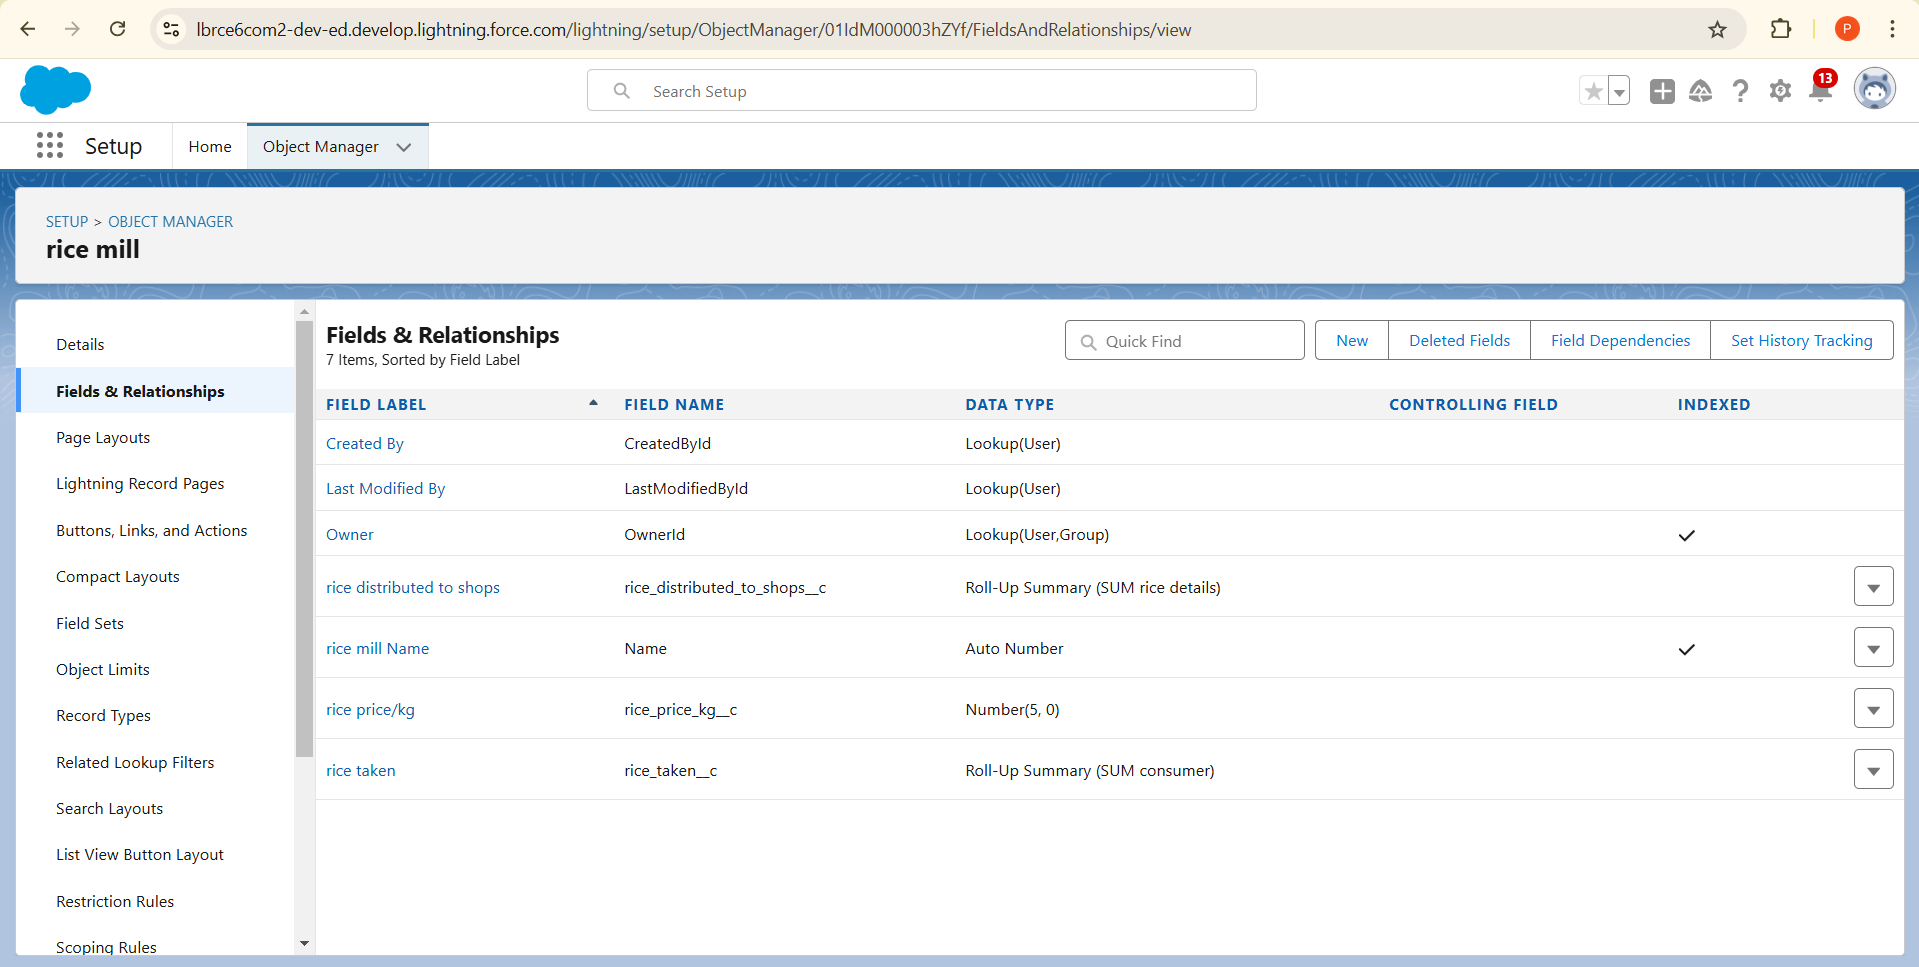 lbrce6com2-dev-ed.develop.lightning.force.com/lightning/setup/ObjectManager/01IdM000003hZYf/FieldsAndRelationships/view
P
Search Setup
13
Setup
Home
Object Manager
SETUP > OBJECT MANAGER
rice mill
Details
Fields & Relationships
Page Layouts
Lightning Record Pages
Buttons, Links, and Actions
Compact Layouts
Field Sets
Object Limits
Record Types
Related Lookup Filters
Search Layouts
List View Button Layout
Restriction Rules
Scoping Rules
Fields & Relationships
7 Items, Sorted by Field Label
Quick Find
New
Deleted Fields
Field Dependencies
Set History Tracking
FIELD LABEL FIELD NAME DATA TYPE CONTROLLING FIELD INDEXED
Created By CreatedById Lookup(User)
Last Modified By LastModifiedById Lookup(User)
Owner OwnerId Lookup(User,Group)
rice distributed to shops rice_distributed_to_shops__c Roll-Up Summary (SUM rice details)
rice mill Name Name Auto Number
rice price/kg rice_price_kg__c Number(5, 0)
rice taken rice_taken__c Roll-Up Summary (SUM consumer)